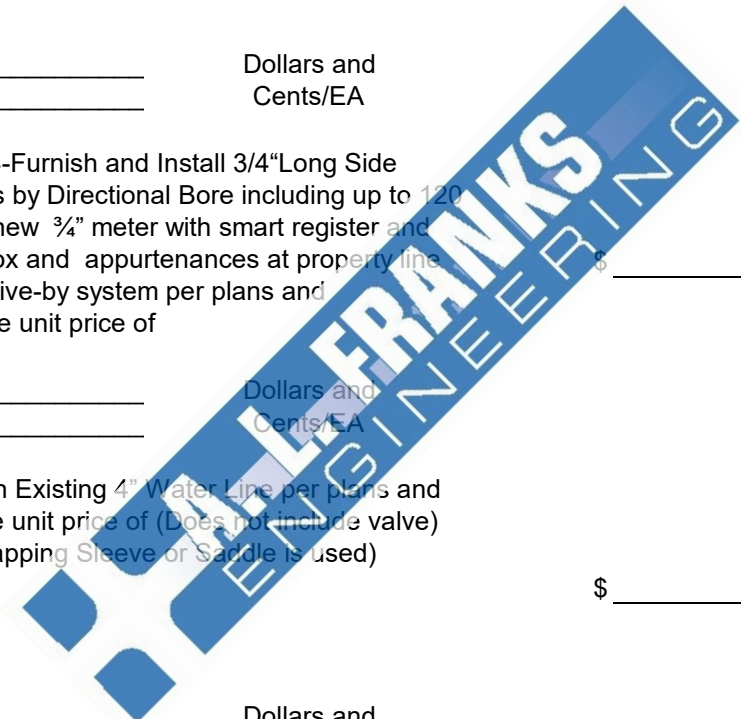 Dollars and
Cents/EA
-Furnish and Install 3/4“Long Side
s by Directional Bore including up to 120
new ¾” meter with smart register and
ox and appurtenances at property line
$
ive-by system per plans and
e unit price of
Dollars and
Cents/EA
n Existing 4” Water Line per plans and
e unit price of (Does not include valve)
apping Sleeve or Saddle is used)
$
Dollars and
A.L. FRANKS
ENGINEERING